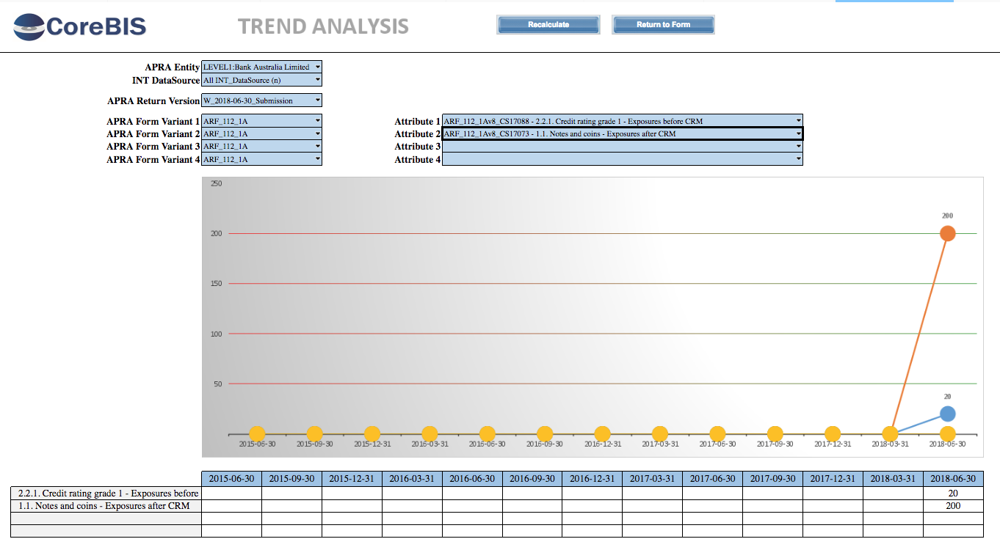 CoreBIS TREND ANALYSIS Recalculate Return to Form
APRA Entity LEVEL1:Bank Australia Limited
INT DataSource All INT_DataSource (n)
APRA Return Version W_2018-06-30_Submission
APRA Form Variant 1 ARF_112_1A Attribute 1 ARF_112_1Av8_CS17088 - 2.2.1. Credit rating grade 1 - Exposures before CRM
APRA Form Variant 2 ARF_112_1A Attribute 2 ARF_112_1Av8_CS17073 - 1.1. Notes and coins - Exposures after CRM
APRA Form Variant 3 ARF_112_1A Attribute 3
APRA Form Variant 4 ARF_112_1A Attribute 4
250
200
200
150
100
50
20
2015-06-30 2015-09-30 2015-12-31 2016-03-31 2016-06-30 2016-09-30 2016-12-31 2017-03-31 2017-06-30 2017-09-30 2017-12-31 2018-03-31 2018-06-30
2015-06-30 2015-09-30 2015-12-31 2016-03-31 2016-06-30 2016-09-30 2016-12-31 2017-03-31 2017-06-30 2017-09-30 2017-12-31 2018-03-31 2018-06-30
2.2.1. Credit rating grade 1 - Exposures before 20
1.1. Notes and coins - Exposures after CRM 200